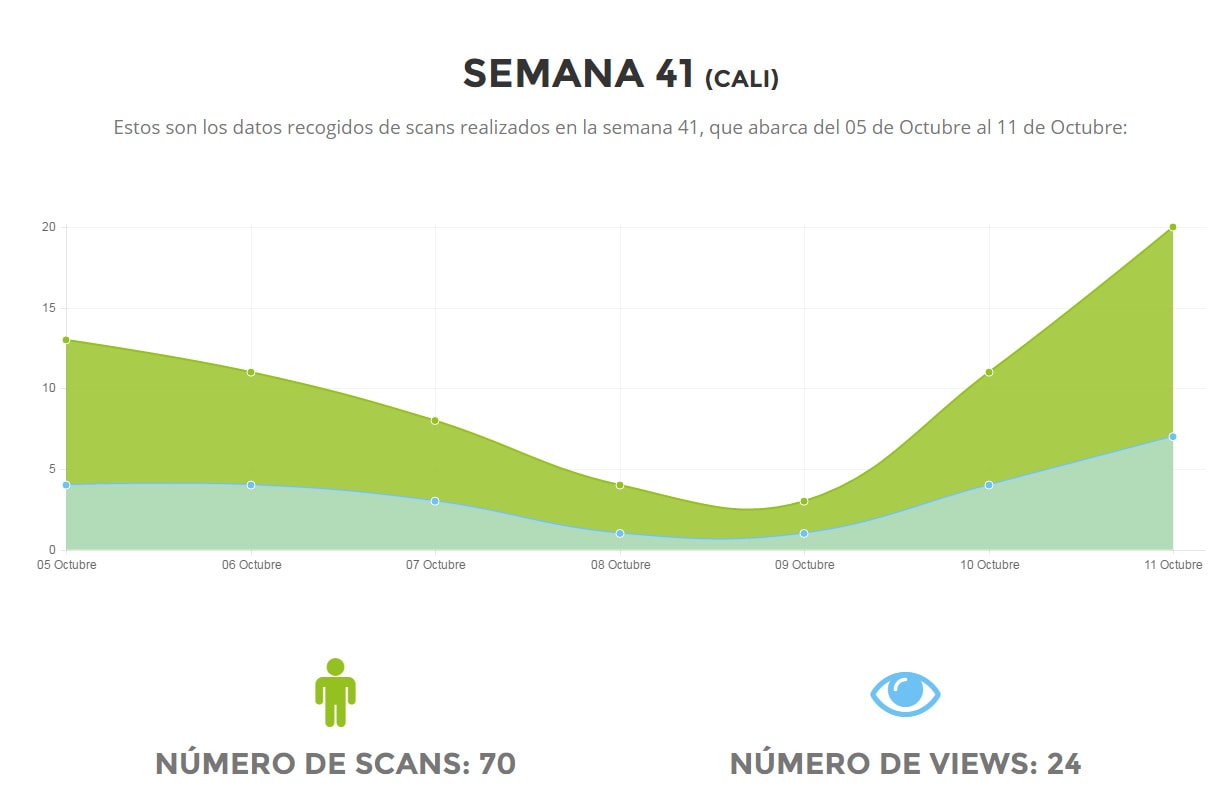 SEMANA 41 (CALI)
Estos son los datos recogidos de scans realizados en la semana 41, que abarca del 05 de Octubre al 11 de Octubre:
20
15
10
5
0
05 Octubre 06 Octubre 07 Octubre 08 Octubre 09 Octubre 10 Octubre 11 Octubre
NÚMERO DE SCANS: 70 NÚMERO DE VIEWS: 24